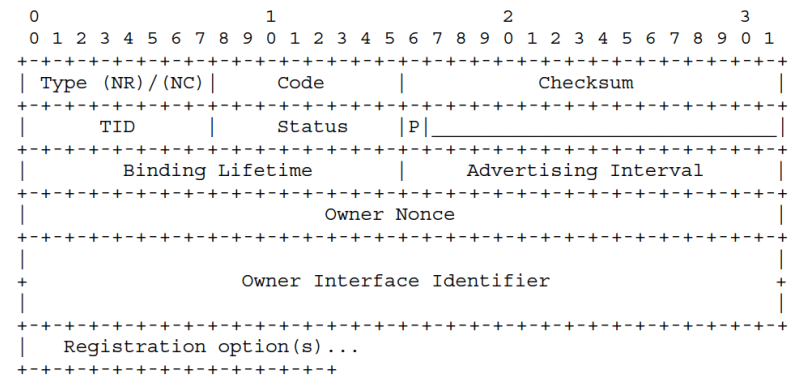 0                   1                   2                   3
 0 1 2 3 4 5 6 7 8 9 0 1 2 3 4 5 6 7 8 9 0 1 2 3 4 5 6 7 8 9 0 1
+-+-+-+-+-+-+-+-+-+-+-+-+-+-+-+-+-+-+-+-+-+-+-+-+-+-+-+-+-+-+-+-+
| Type (NR)/(NC)|     Code      |           Checksum            |
+-+-+-+-+-+-+-+-+-+-+-+-+-+-+-+-+-+-+-+-+-+-+-+-+-+-+-+-+-+-+-+-+
|      TID      |     Status    |P|_____________________________|
+-+-+-+-+-+-+-+-+-+-+-+-+-+-+-+-+-+-+-+-+-+-+-+-+-+-+-+-+-+-+-+-+
|        Binding Lifetime       |     Advertising Interval      |
+-+-+-+-+-+-+-+-+-+-+-+-+-+-+-+-+-+-+-+-+-+-+-+-+-+-+-+-+-+-+-+-+
|                         Owner Nonce                           |
+-+-+-+-+-+-+-+-+-+-+-+-+-+-+-+-+-+-+-+-+-+-+-+-+-+-+-+-+-+-+-+-+
|                                                               |
+                  Owner Interface Identifier                   +
|                                                               |
+-+-+-+-+-+-+-+-+-+-+-+-+-+-+-+-+-+-+-+-+-+-+-+-+-+-+-+-+-+-+-+-+
|   Registration option(s)...
+-+-+-+-+-+-+-+-+-+-+-+-+-+